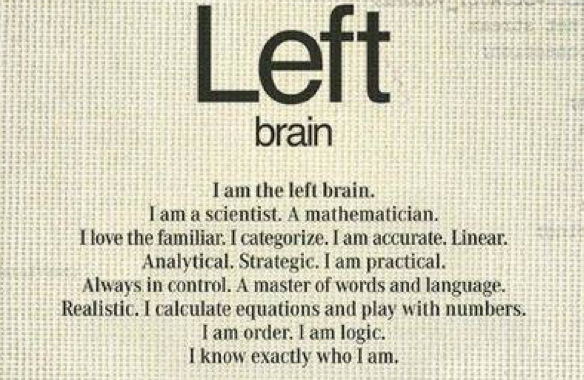 Left
brain
I am the left brain.
I am a scientist. A mathematician.
I love the familiar. I categorize. I am accurate. Linear.
Analytical. Strategic. I am practical.
Always in control. A master of words and language.
Realistic. I calculate equations and play with numbers.
I am order. I am logic.
I know exactly who I am.